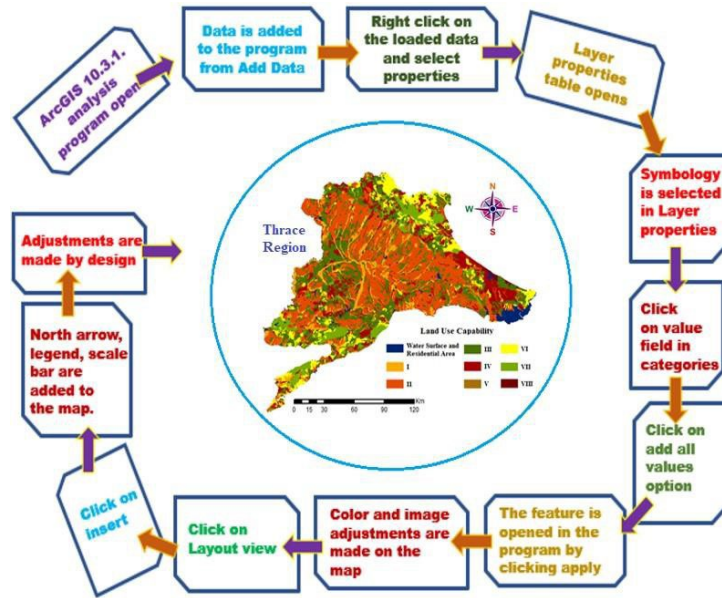 ArcGIS 10.3.1.
analysis
program open
Data is added
to the program
from Add Data
Right click on
the loaded data
and select
properties
Layer
properties
table opens
Symbology
is selected
in Layer
properties
Click
on value
field in
categories
Click on
add all
values
option
The feature is
opened in the
program by
clicking apply
Color and image
adjustments are
made on the
map
Click on
Layout view
Click on
insert
North arrow,
legend, scale
bar are
added to
the map.
Adjustments are
made by design
Thrace
Region
N
W E
S
Land Use Capability
Water Surface and
Residential Area
I
II
III
IV
V
VI
VII
VIII
Km
0 15 30 60 90 120